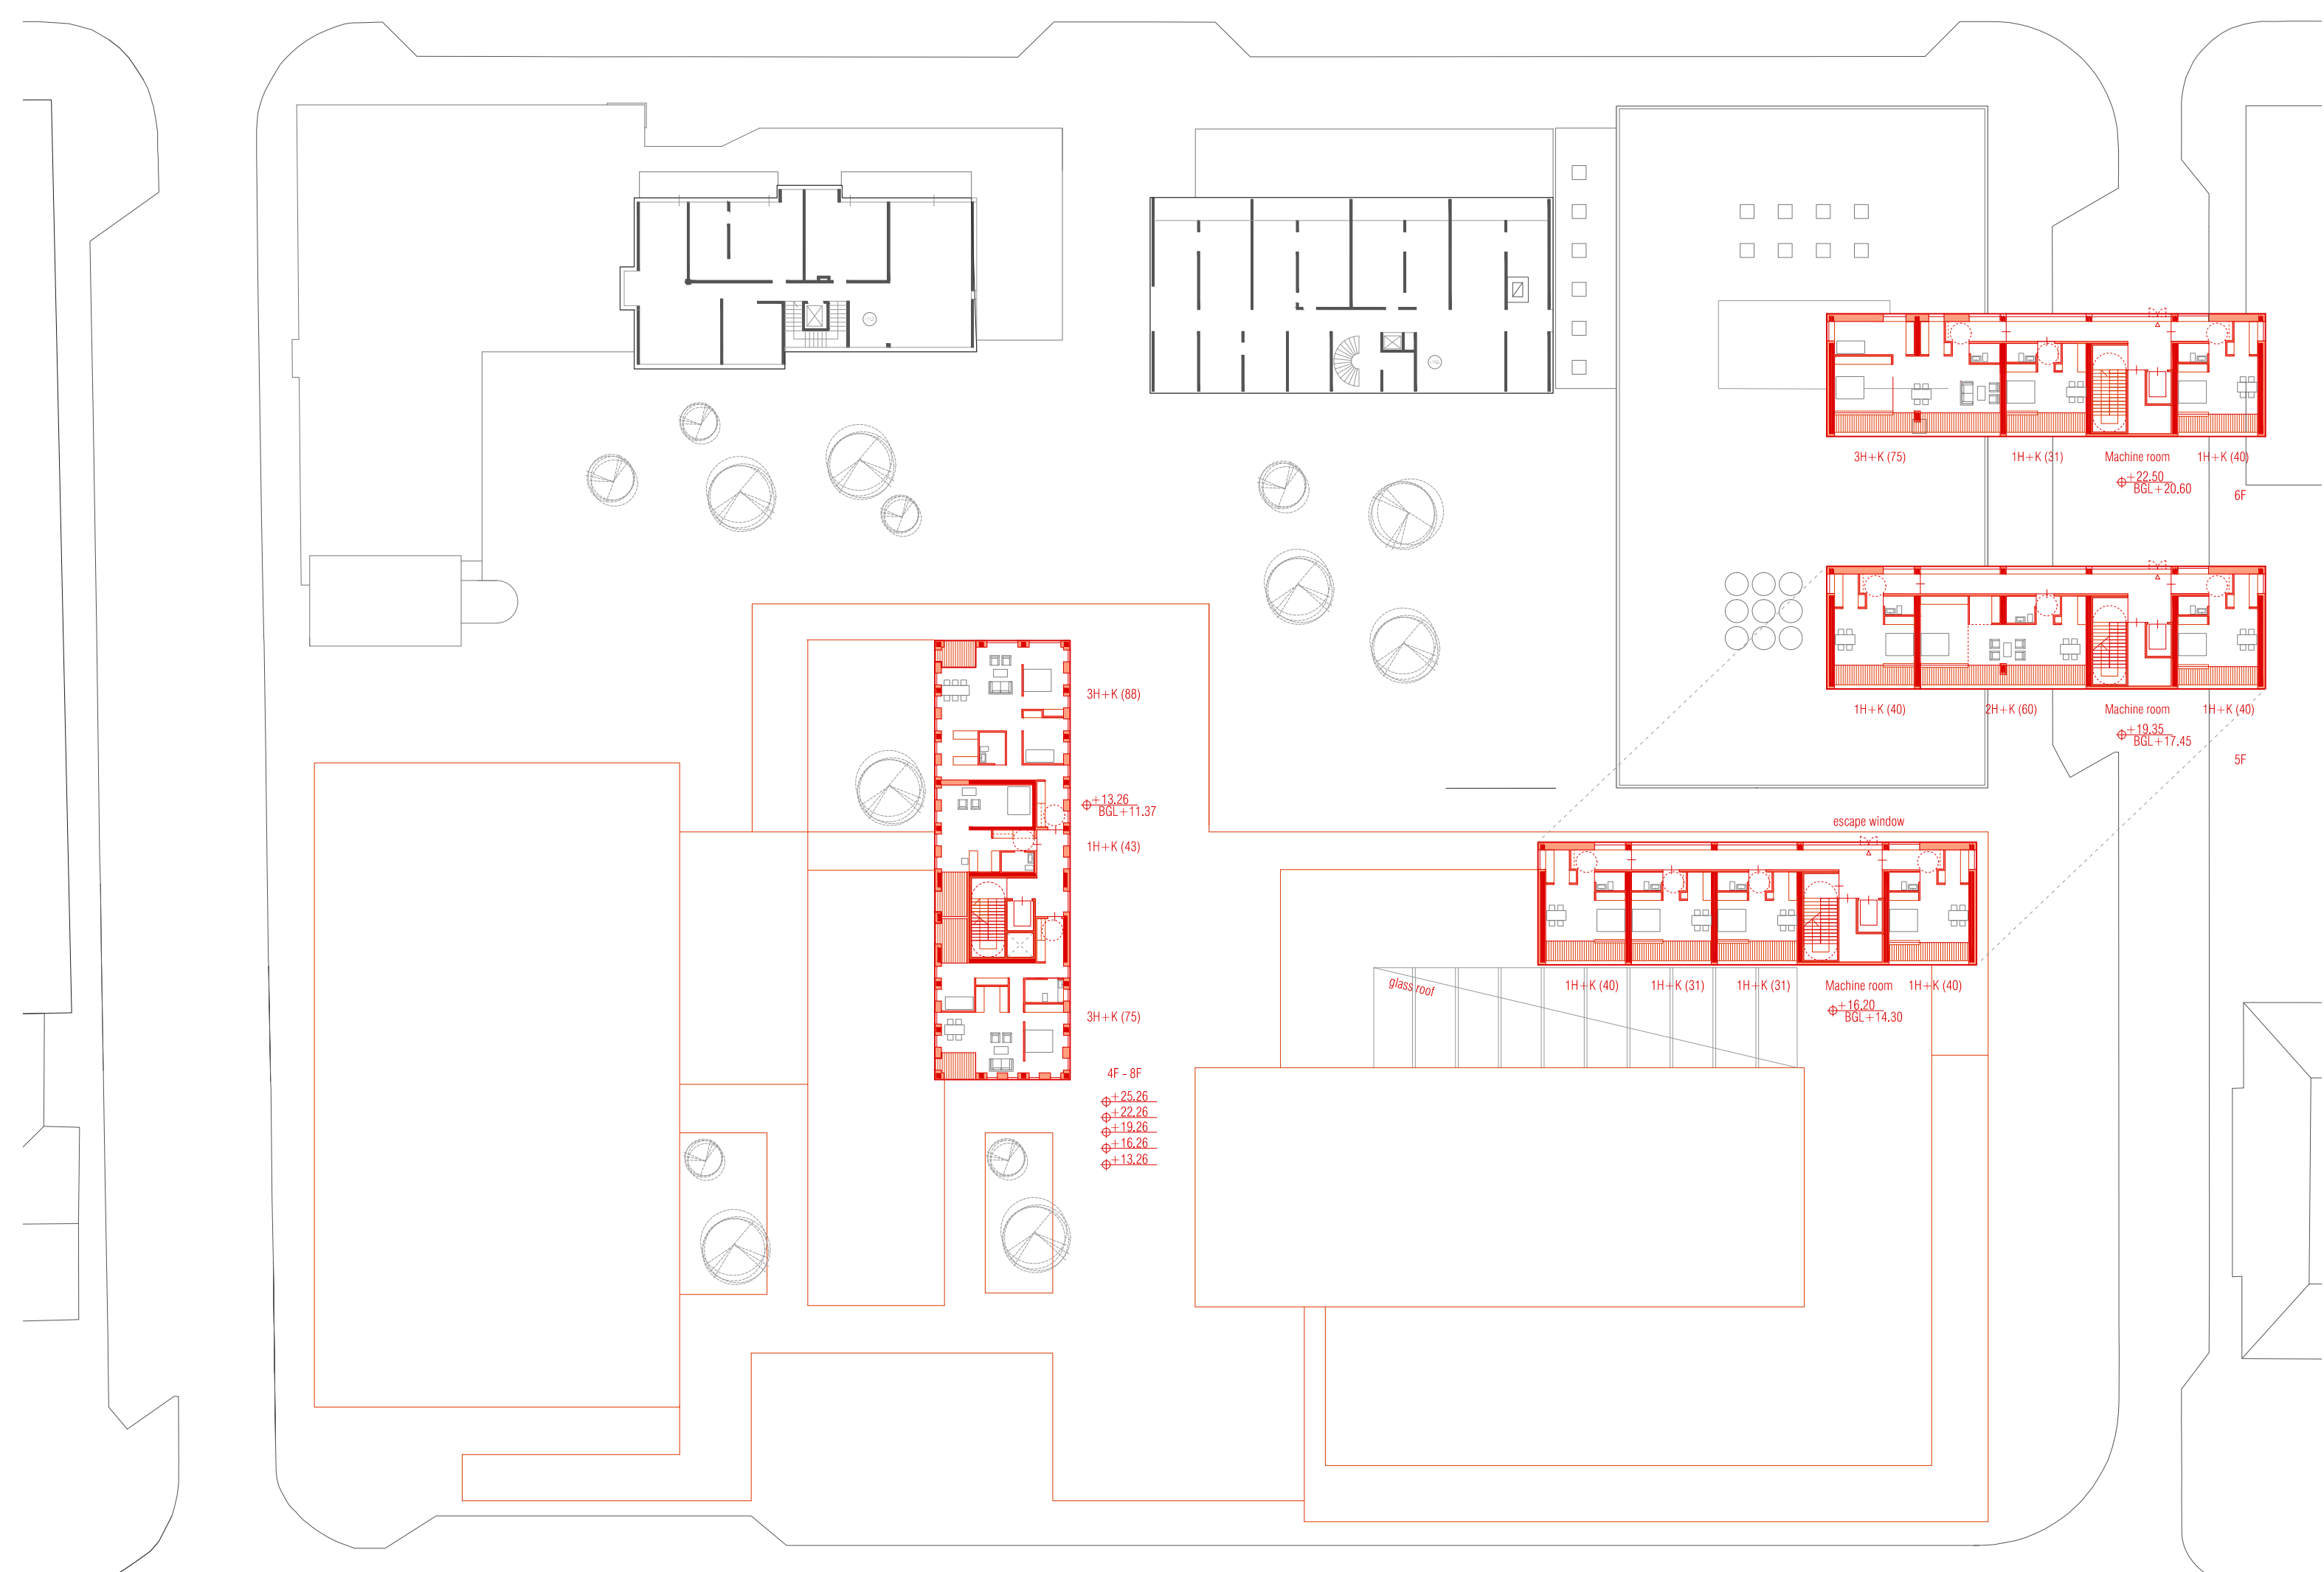 3H+K (75)
1H+K (31)
Machine room
1H+K (40)
+22.50
BGL+20.60
6F
1H+K (40)
2H+K (60)
Machine room
1H+K (40)
+19.35
BGL+17.45
5F
3H+K (88)
+13.26
BGL+11.37
1H+K (43)
3H+K (75)
4F - 8F
+25.26
+22.26
+19.26
+16.26
+13.26
escape window
glass roof
1H+K (40)
1H+K (31)
1H+K (31)
Machine room
1H+K (40)
+16.20
BGL+14.30